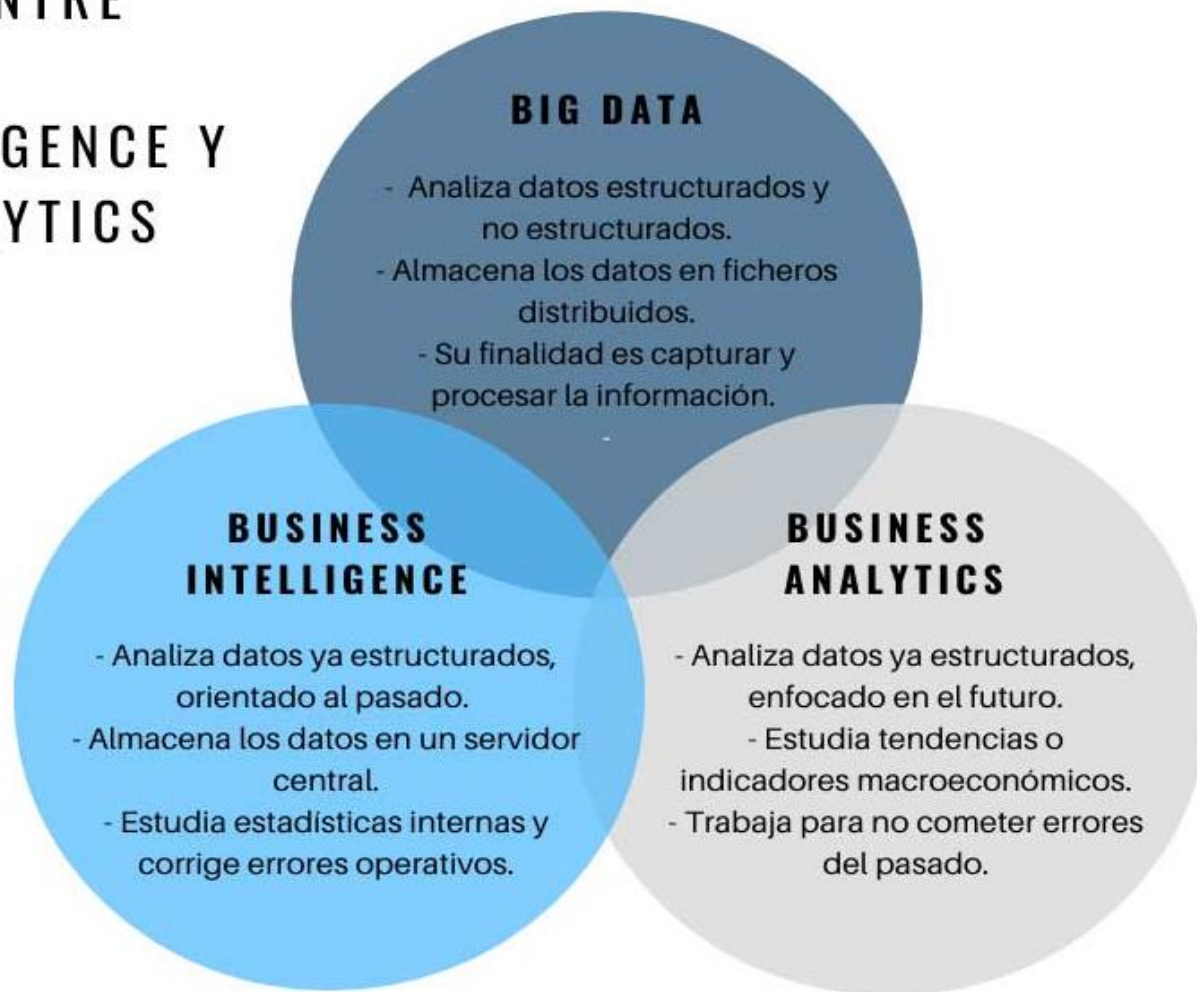 NTRE
GENCE Y
YTICS
BIG DATA
- Analiza datos estructurados y
no estructurados.
- Almacena los datos en ficheros
distribuidos.
- Su finalidad es capturar y
procesar la información.
-
BUSINESS
INTELLIGENCE
- Analiza datos ya estructurados,
orientado al pasado.
- Almacena los datos en un servidor
central.
- Estudia estadísticas internas y
corrige errores operativos.
BUSINESS
ANALYTICS
- Analiza datos ya estructurados,
enfocado en el futuro.
- Estudia tendencias o
indicadores macroeconómicos.
- Trabaja para no cometer errores
del pasado.